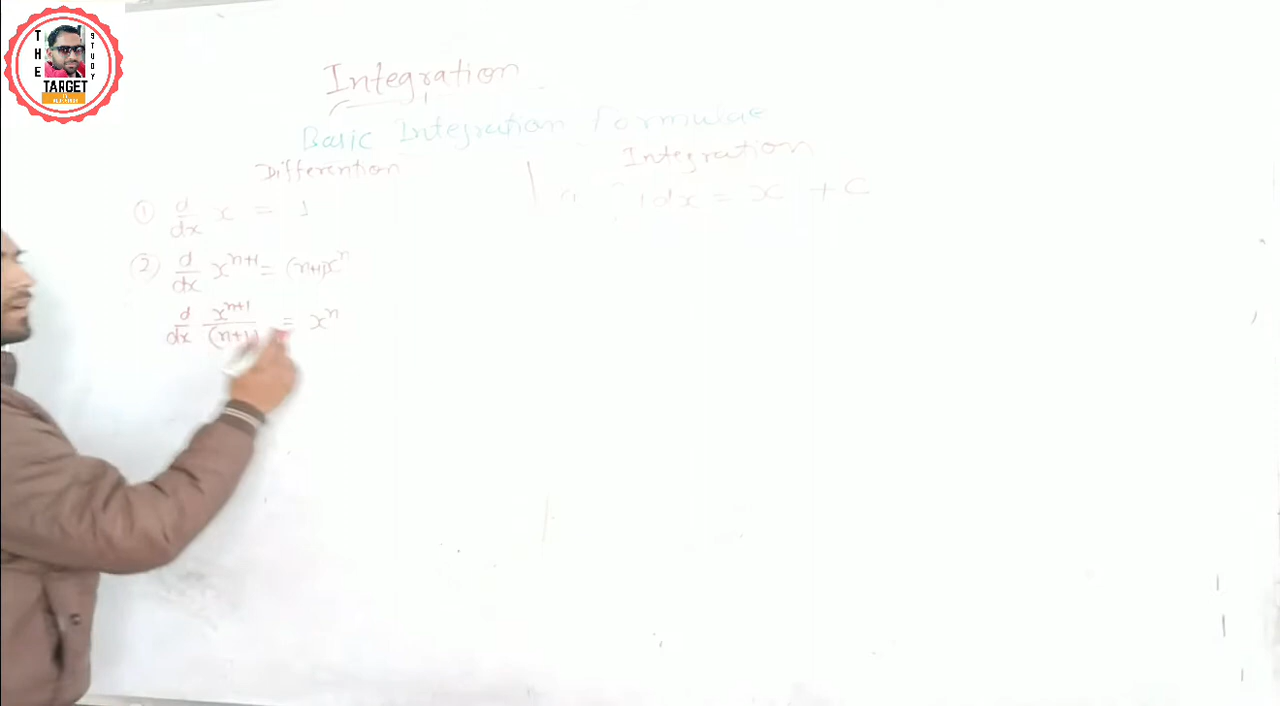 THE
STUDY
TARGET
Integration
Basic Integration Formulae
Differention
Integration
① d/dx x = 1
1 dx = x + C
② d/dx x^{n+1} = (n+1)x^n
d/dx x^{n+1}/(n+1) = x^n